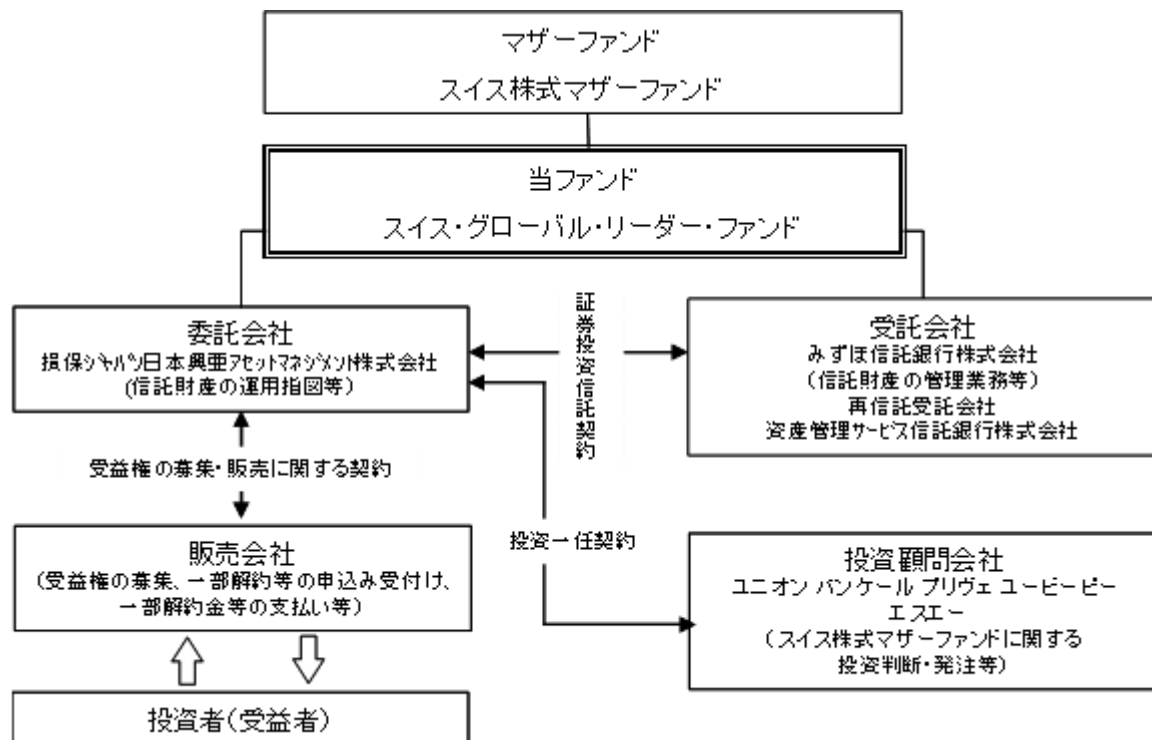 マザーファンド
スイス株式マザーファンド
当ファンド
スイス・グローバル・リーダー・ファンド
委託会社
損保ｼﾞｬﾊﾟﾝ日本興亜ｱｾｯﾄﾏﾈｼﾞﾒﾝﾄ株式会社
(信託財産の運用指図等)
証券投資信託契約
受託会社
みずほ信託銀行株式会社
（信託財産の管理業務等）
再信託受託会社
資産管理サービス信託銀行株式会社
受益権の募集・販売に関する契約
販売会社
（受益権の募集、一部解約等の申込み受付け、
一部解約金等の支払い等）
投資一任契約
投資顧問会社
ユニオン バンケール プリヴェ ユービーピー
エスエー
（スイス株式マザーファンドに関する
投資判断・発注等）
投資者（受益者）